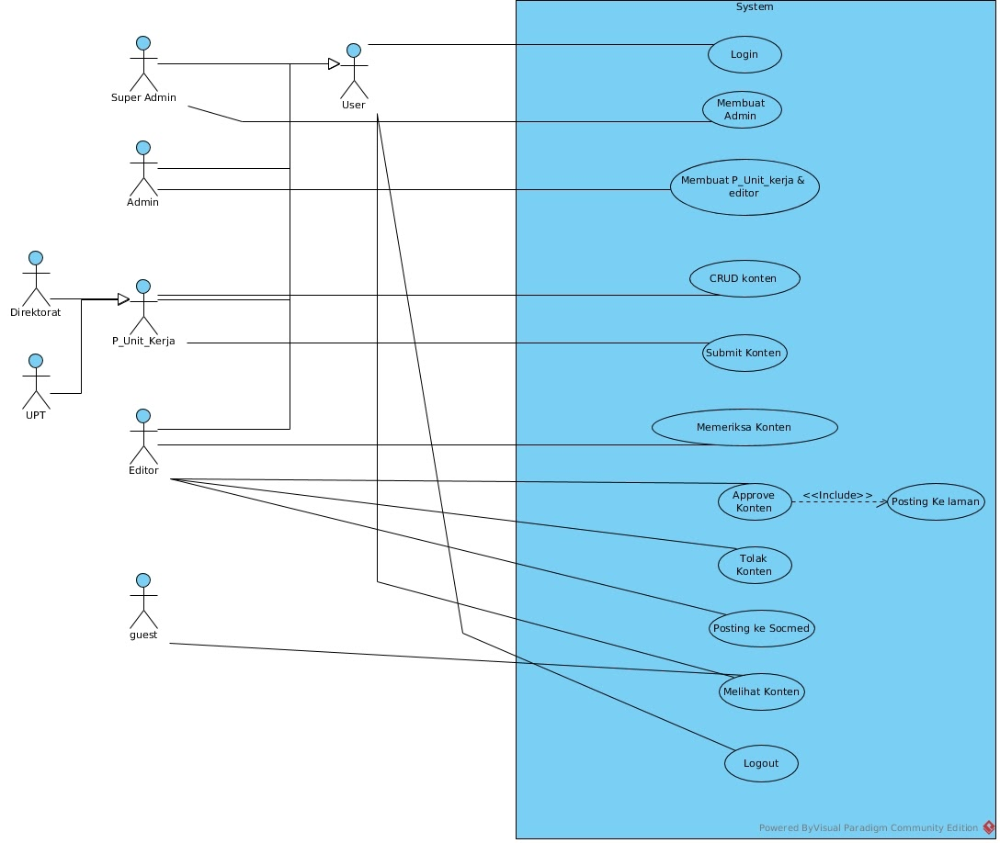 System
Login
Super Admin
User
Membuat
Admin
Admin
Membuat P_Unit_kerja &
editor
CRUD konten
Direktorat
P_Unit_Kerja
Submit Konten
UPT
Memeriksa Konten
Editor
Approve
Konten
<<Include>>
Posting Ke laman
Tolak
Konten
guest
Posting ke Socmed
Melihat Konten
Logout
Powered ByVisual Paradigm Community Edition